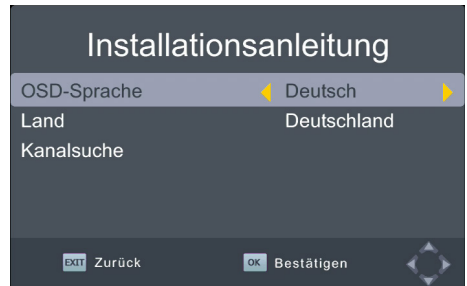 Installationsanleitung
OSD-Sprache Deutsch
Land Deutschland
Kanalsuche
EXIT Zurück OK Bestätigen